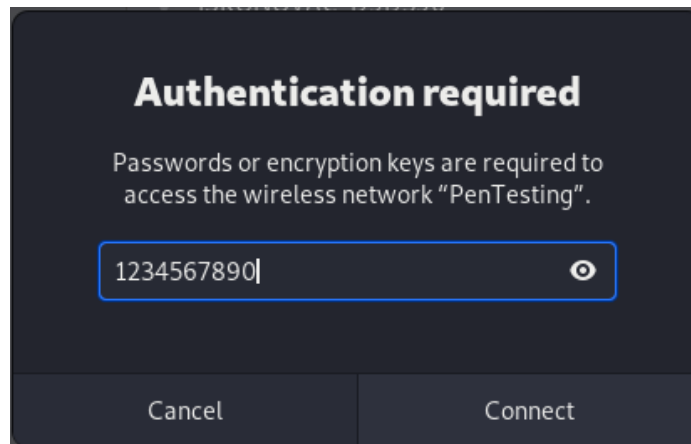 Authentication required
Passwords or encryption keys are required to
access the wireless network “PenTesting”.
1234567890
Cancel
Connect